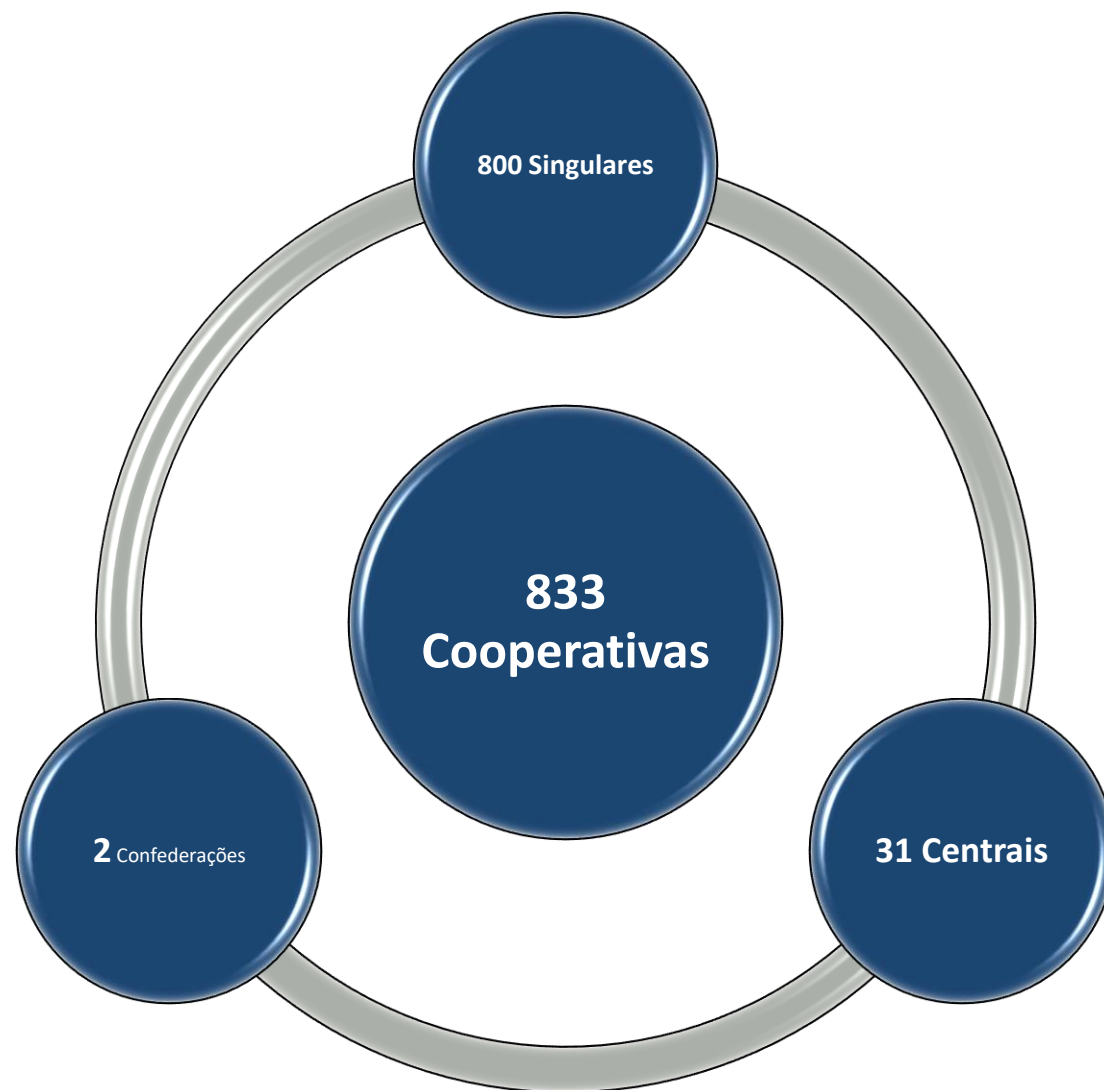 800 Singulares
833
Cooperativas
2 Confederações
31 Centrais